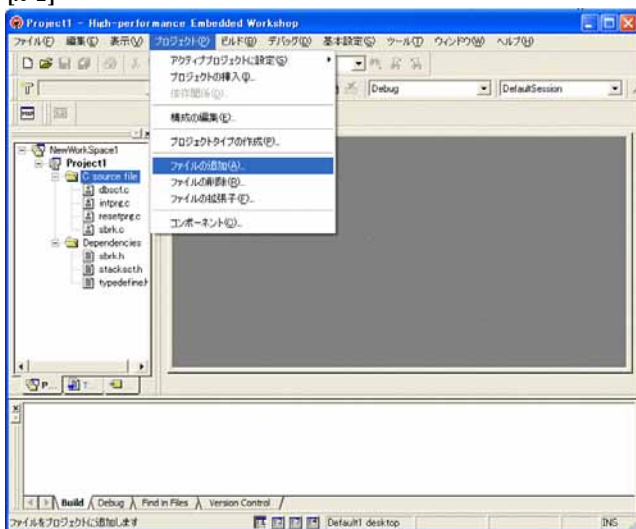 Project1 - High-performance Embedded Workshop
ファイル(F) 編集(E) 表示(V) プロジェクト(P) ビルド(B) デバッグ(D) 基本設定(S) ツール(T) ウィンドウ(W) ヘルプ(H)
アクティブプロジェクトに設定(S)
プロジェクトの挿入(I)...
Debug
DefaultSession
依存関係(D)...
構成の編集(E)...
プロジェクトタイプの作成(P)...
ファイルの追加(A)...
ファイルの削除(R)...
ファイルの拡張子(F)...
コンポーネント(C)...
NewWorkSpace1
Project1
C source file
dbsct.c
intprg.c
resetprg.c
sbrk.c
Dependencies
sbrk.h
stacksct.h
typedefine.h
P... T
Build Debug Find in Files Version Control
ファイルをプロジェクトに追加します
Default1 desktop
INS